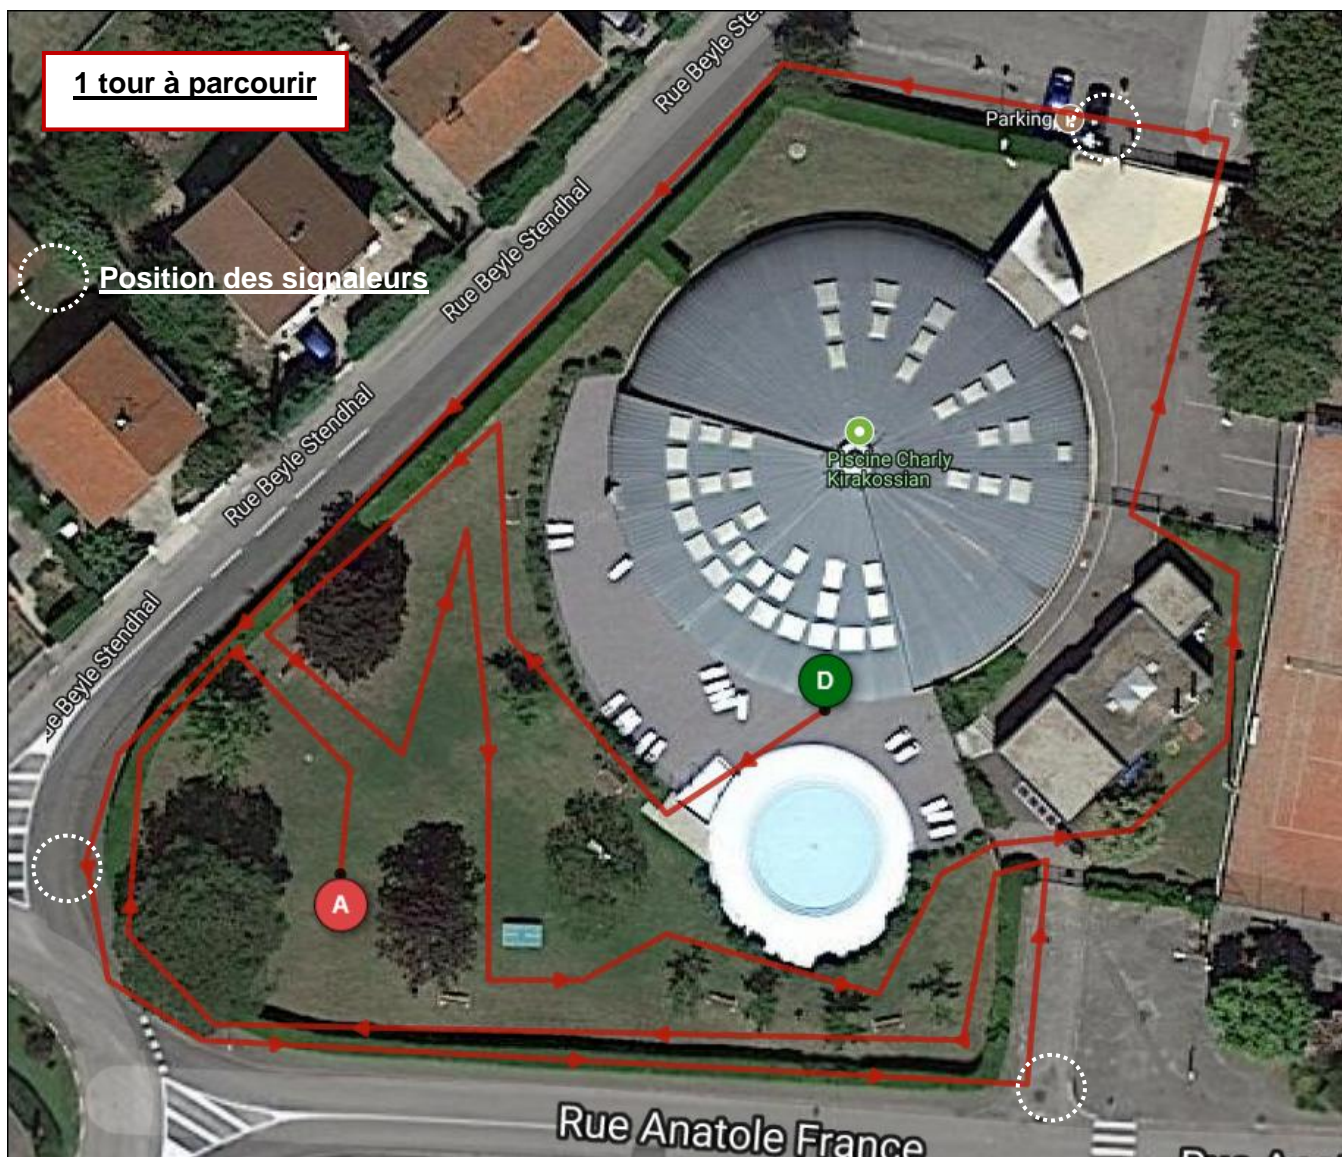 1 tour à parcourir
Rue Beyle Ste
Parking
Position des signaleurs
Rue Beyle Stendhal
Rue Beyle Stendhal
Piscine Charly
Kirakossian
Beyle Stendhal
D
A
Rue Anatole France